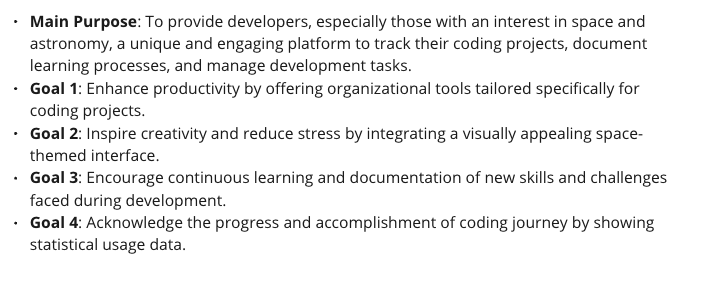 • Main Purpose: To provide developers, especially those with an interest in space and
astronomy, a unique and engaging platform to track their coding projects, document
learning processes, and manage development tasks.
• Goal 1: Enhance productivity by offering organizational tools tailored specifically for
coding projects.
• Goal 2: Inspire creativity and reduce stress by integrating a visually appealing space-
themed interface.
• Goal 3: Encourage continuous learning and documentation of new skills and challenges
faced during development.
• Goal 4: Acknowledge the progress and accomplishment of coding journey by showing
statistical usage data.